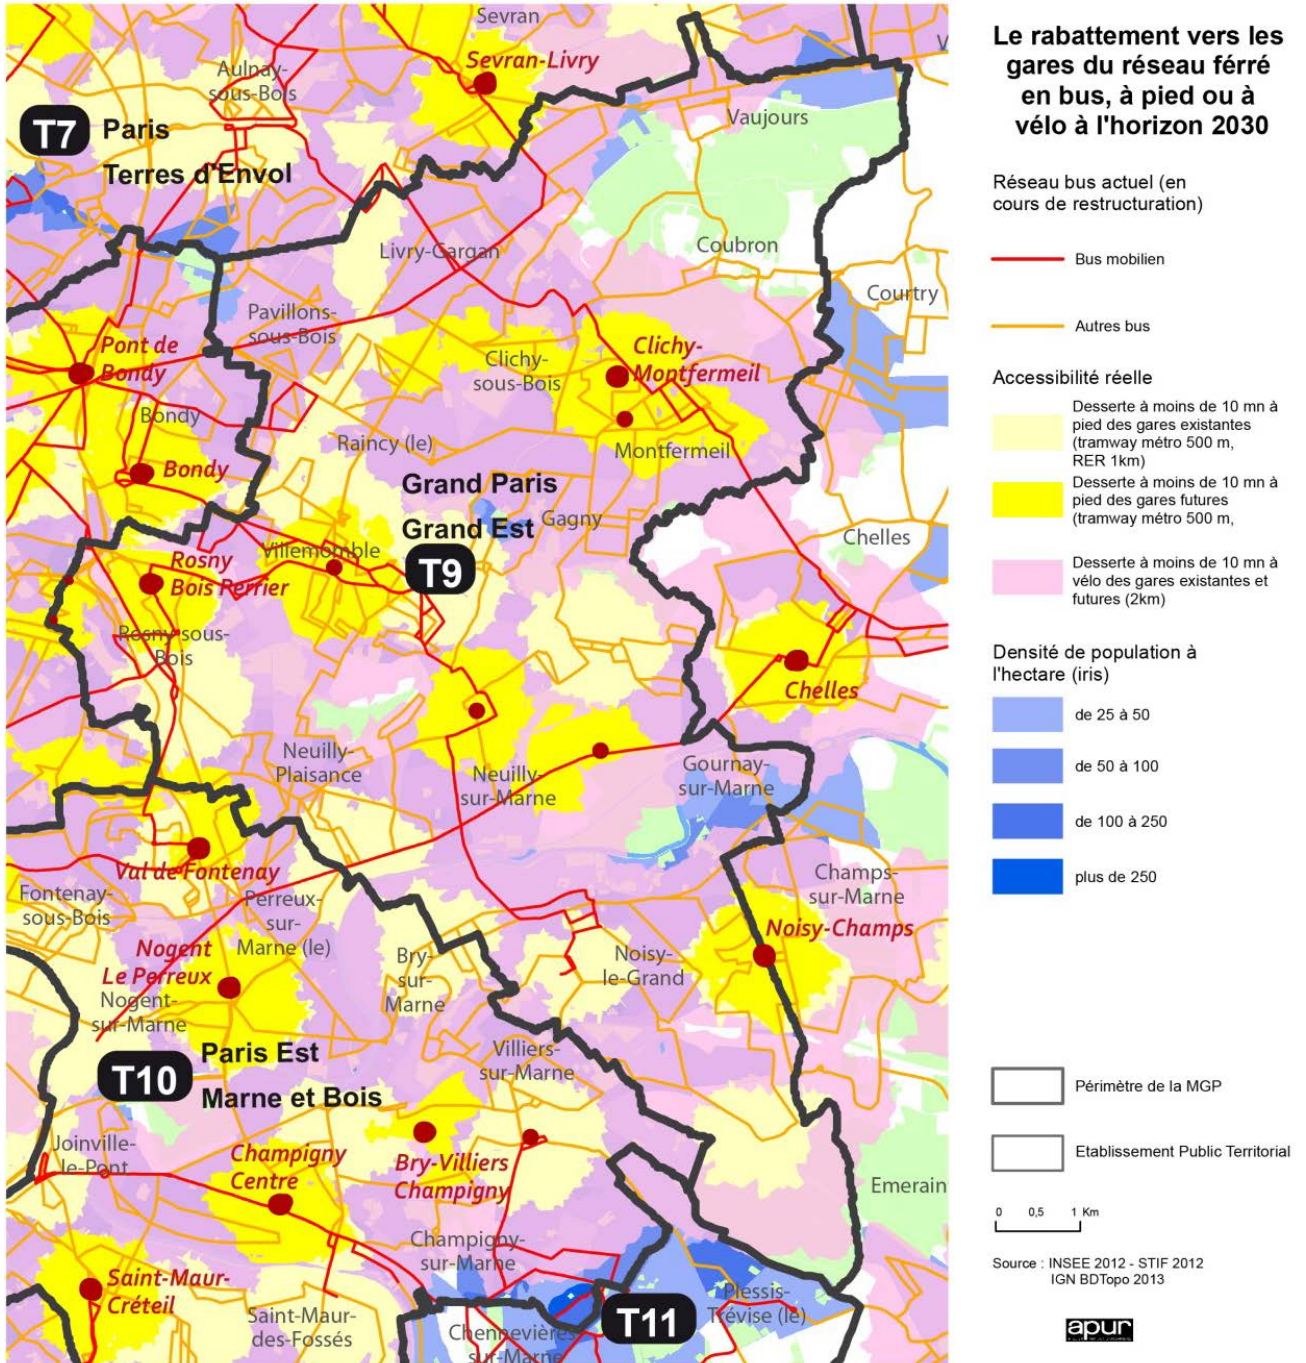 Sevran
Sevran-Livry
Aulnay-
sous-Bois
Vaujours
T7 Paris
Terres d'Envol
Livry-Gargan
Coubron
Courtry
Pavillons-
sous-Bois
Pont de
Bondy
Clichy-
sous-Bois
Clichy-
Montfermeil
Bondy
Raincy (le)
Montfermeil
Bondy
Grand Paris
Grand Est
T9
Gagny
Chelles
Villemomble
Rosny
Bois Perrier
Rosny-sous-
Bois
Chelles
Neuilly-
Plaisance
Neuilly-
sur-Marne
Gournay-
sur-Marne
Val de Fontenay
Fontenay-
sous-Bois
Perreux-
sur-
Marne (le)
Champs-
sur-Marne
Noisy-Champs
Nogent
Le Perreux
Bry-
sur-
Marne
Noisy-
le-Grand
Nogent-
sur-Marne
T10
Paris Est
Marne et Bois
Villiers-
sur-Marne
Joinville-
le-Pont
Champigny
Centre
Bry-Villiers
Champigny
Emerain
Champigny-
sur-Marne
Saint-Maur-
Créteil
Saint-Maur-
des-Fossés
Chennevières
sur-Marne
T11
Plessis-
Trévise (le)
Le rabattement vers les
gares du réseau férré
en bus, à pied ou à
vélo à l'horizon 2030
Réseau bus actuel (en
cours de restructuration)
Bus mobilien
Autres bus
Accessibilité réelle
Desserte à moins de 10 mn à
pied des gares existantes
(tramway métro 500 m,
RER 1km)
Desserte à moins de 10 mn à
pied des gares futures
(tramway métro 500 m,
Desserte à moins de 10 mn à
vélo des gares existantes et
futures (2km)
Densité de population à
l'hectare (iris)
de 25 à 50
de 50 à 100
de 100 à 250
plus de 250
Périmètre de la MGP
Etablissement Public Territorial
0 0,5 1 Km
Source : INSEE 2012 - STIF 2012
IGN BDTopo 2013
apur